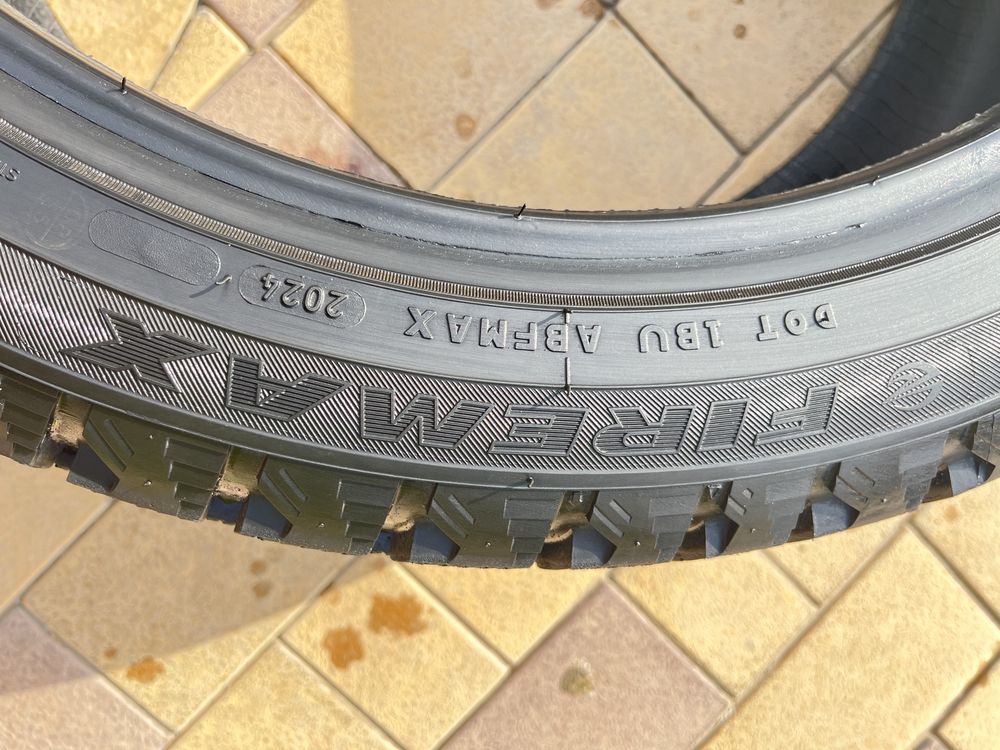 DOT 1BU ABFMAX 2024
FIREMAX